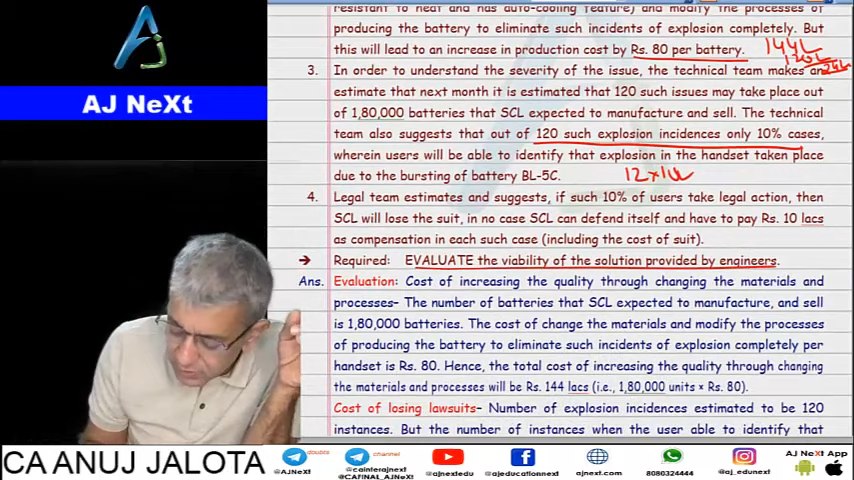 resistant to heat and has auto-cooling feature) and modify the processes of
producing the battery to eliminate such incidents of explosion completely. But
this will lead to an increase in production cost by Rs. 80 per battery.
144L
120L
24L
3. In order to understand the severity of the issue, the technical team makes an
estimate that next month it is estimated that 120 such issues may take place out
of 1,80,000 batteries that SCL expected to manufacture and sell. The technical
team also suggests that out of 120 such explosion incidences only 10% cases,
wherein users will be able to identify that explosion in the handset taken place
due to the bursting of battery BL-5C.
12×10L
4. Legal team estimates and suggests, if such 10% of users take legal action, then
SCL will lose the suit, in no case SCL can defend itself and have to pay Rs. 10 lacs
as compensation in each such case (including the cost of suit).
→ Required: EVALUATE the viability of the solution provided by engineers.
Ans. Evaluation: Cost of increasing the quality through changing the materials and
processes– The number of batteries that SCL expected to manufacture, and sell
is 1,80,000 batteries. The cost of change the materials and modify the processes
of producing the battery to eliminate such incidents of explosion completely per
handset is Rs. 80. Hence, the total cost of increasing the quality through changing
the materials and processes will be Rs. 144 lacs (i.e., 1,80,000 units × Rs. 80).
Cost of losing lawsuits– Number of explosion incidences estimated to be 120
instances. But the number of instances when the user able to identify that
AJ NeXt
CA ANUJ JALOTA
doubts
@AJNeXt
channel
@cainterajnext
@CAFINAL_AJNeXt
@ajnextedu
@ajeducationnext
@ajednext.com
8080324344
@aj_edunext
AJ NeXt App